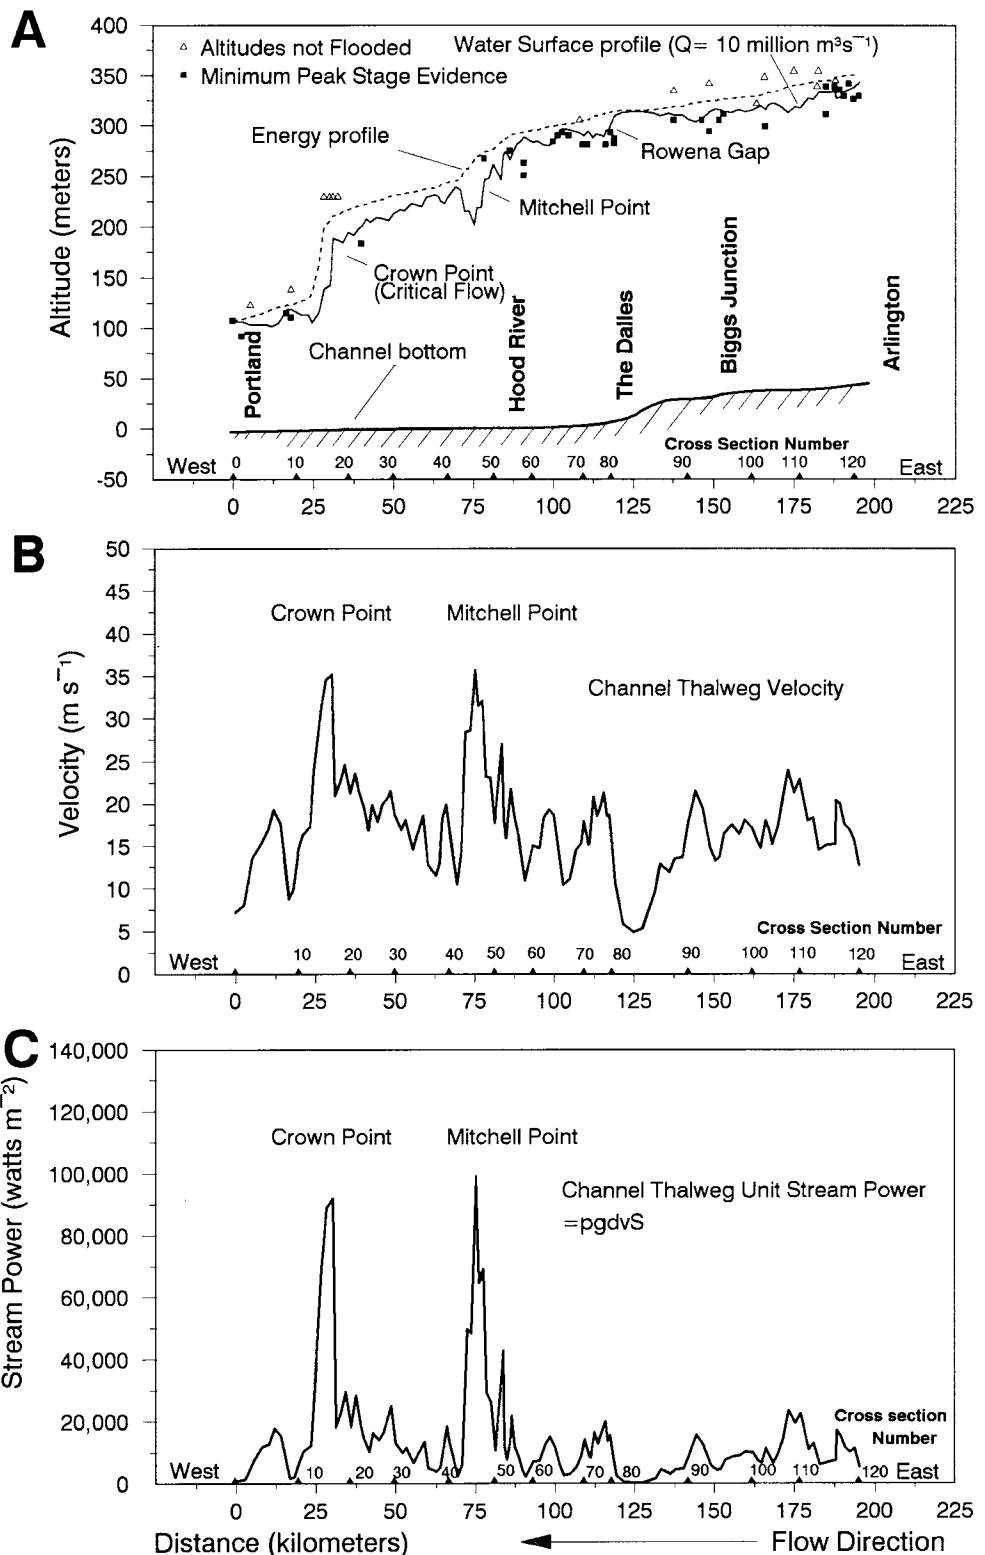 A
400
350
300
250
200
150
100
50
0
-50
Altitude (meters)
△ Altitudes not Flooded
■ Minimum Peak Stage Evidence
Water Surface profile (Q= 10 million m³s⁻¹)
Energy profile
Rowena Gap
Mitchell Point
Crown Point
(Critical Flow)
Channel bottom
Portland
Hood River
The Dalles
Biggs Junction
Arlington
Cross Section Number
West 0 10 20 30 40 50 60 70 80 90 100 110 120 East
0 25 50 75 100 125 150 175 200 225
B
50
45
40
35
30
25
20
15
10
5
0
Velocity (m s⁻¹)
Crown Point Mitchell Point
Channel Thalweg Velocity
Cross Section Number
West 10 20 30 40 50 60 70 80 90 100 110 120 East
0 25 50 75 100 125 150 175 200 225
C
140,000
120,000
100,000
80,000
60,000
40,000
20,000
0
Stream Power (watts m⁻²)
Crown Point Mitchell Point
Channel Thalweg Unit Stream Power
=pgdvS
Cross section
Number
West 10 20 30 40 50 60 70 80 90 100 110 120 East
0 25 50 75 100 125 150 175 200 225
Distance (kilometers) Flow Direction